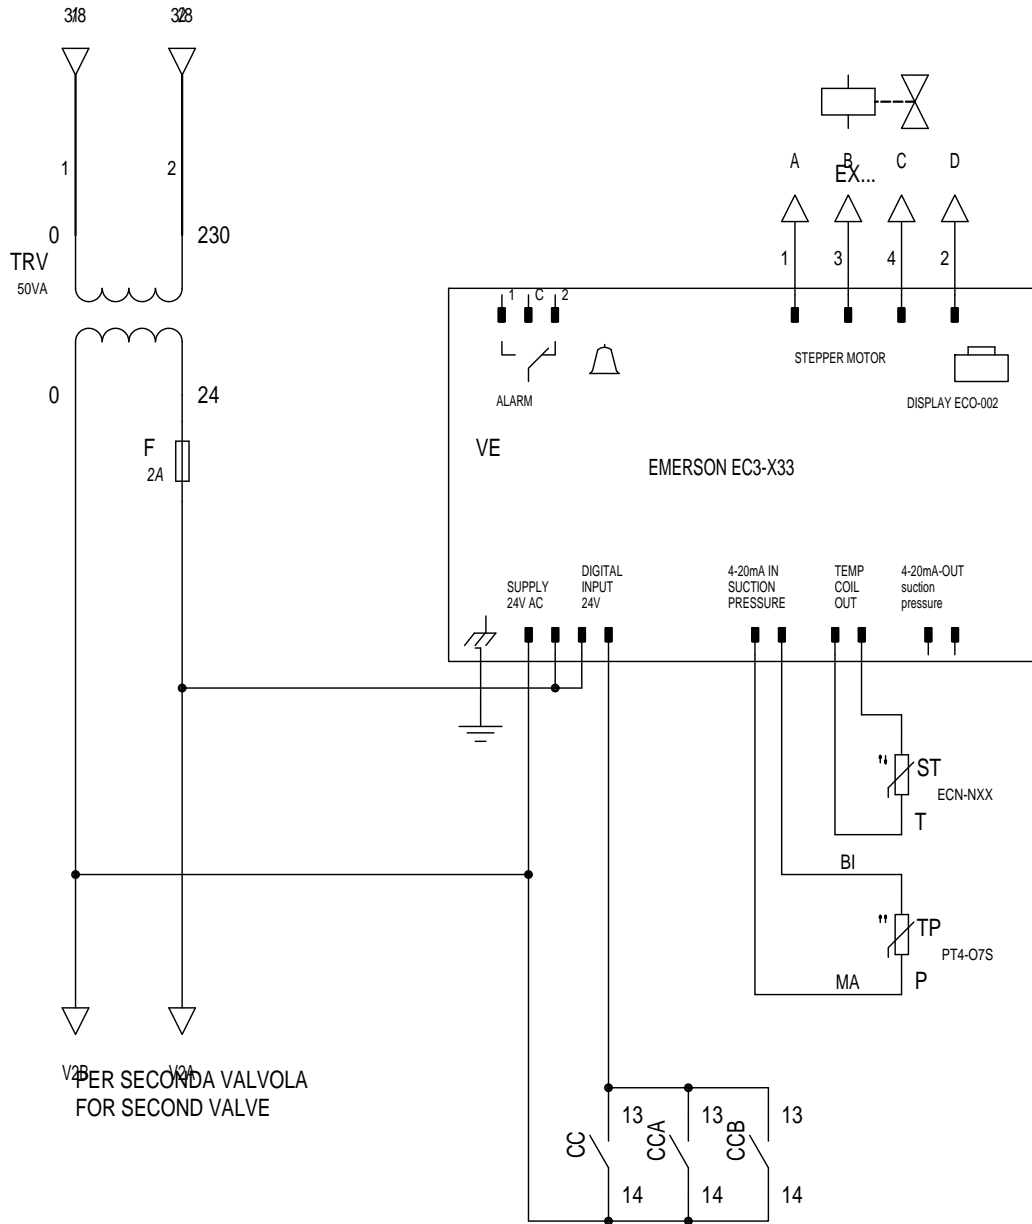 A B C D
EX...
1 2
0 230
TRV
50VA
1 3 4 2
1 C 2
STEPPER MOTOR
ALARM
DISPLAY ECO-002
0 24
F
2A
VE
EMERSON EC3-X33
SUPPLY
24V AC
DIGITAL
INPUT
24V
4-20mA IN
SUCTION
PRESSURE
TEMP
COIL
OUT
4-20mA-OUT
suction
pressure
ST
ECN-NXX
T
BI
TP
PT4-O7S
MA P
V2B V2A
PER SECONDA VALVOLA
FOR SECOND VALVE
CC 13 CCA 13 CCB 13
14 14 14